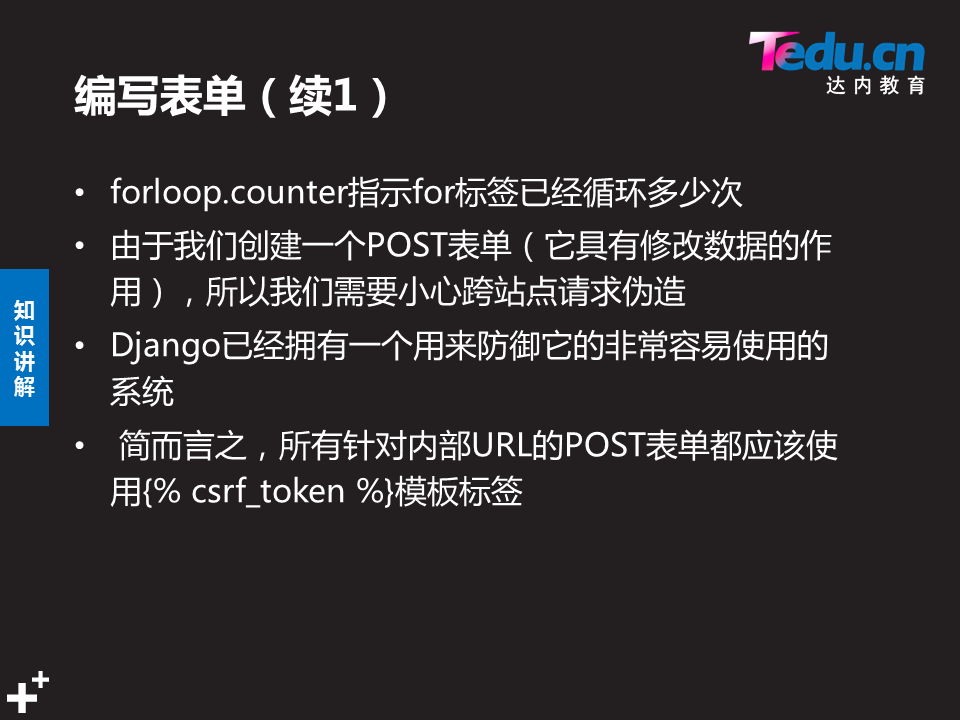 Tedu.cn
达内教育
编写表单（续1）
• forloop.counter指示for标签已经循环多少次
• 由于我们创建一个POST表单（它具有修改数据的作
用），所以我们需要小心跨站点请求伪造
• Django已经拥有一个用来防御它的非常容易使用的
系统
• 简而言之，所有针对内部URL的POST表单都应该使
用{% csrf_token %}模板标签
知
识
讲
解